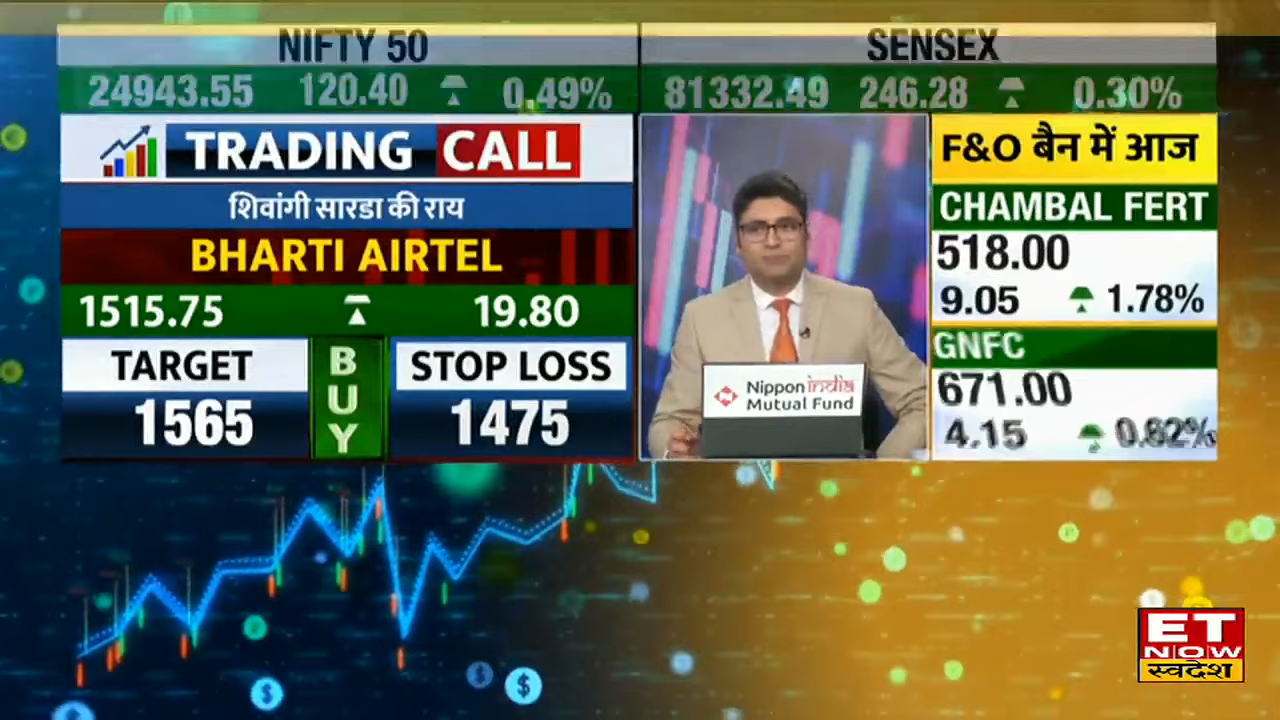 NIFTY 50
24943.55 120.40 0.49%
SENSEX
81332.49 246.28 0.30%
TRADING CALL
शिवांगी सारडा की राय
BHARTI AIRTEL
1515.75 19.80
TARGET
1565
BUY
STOP LOSS
1475
Nippon india
Mutual Fund
F&O बैन में आज
CHAMBAL FERT
518.00
9.05 1.78%
GNFC
671.00
4.15 0.62%
ET
NOW
स्वदेश